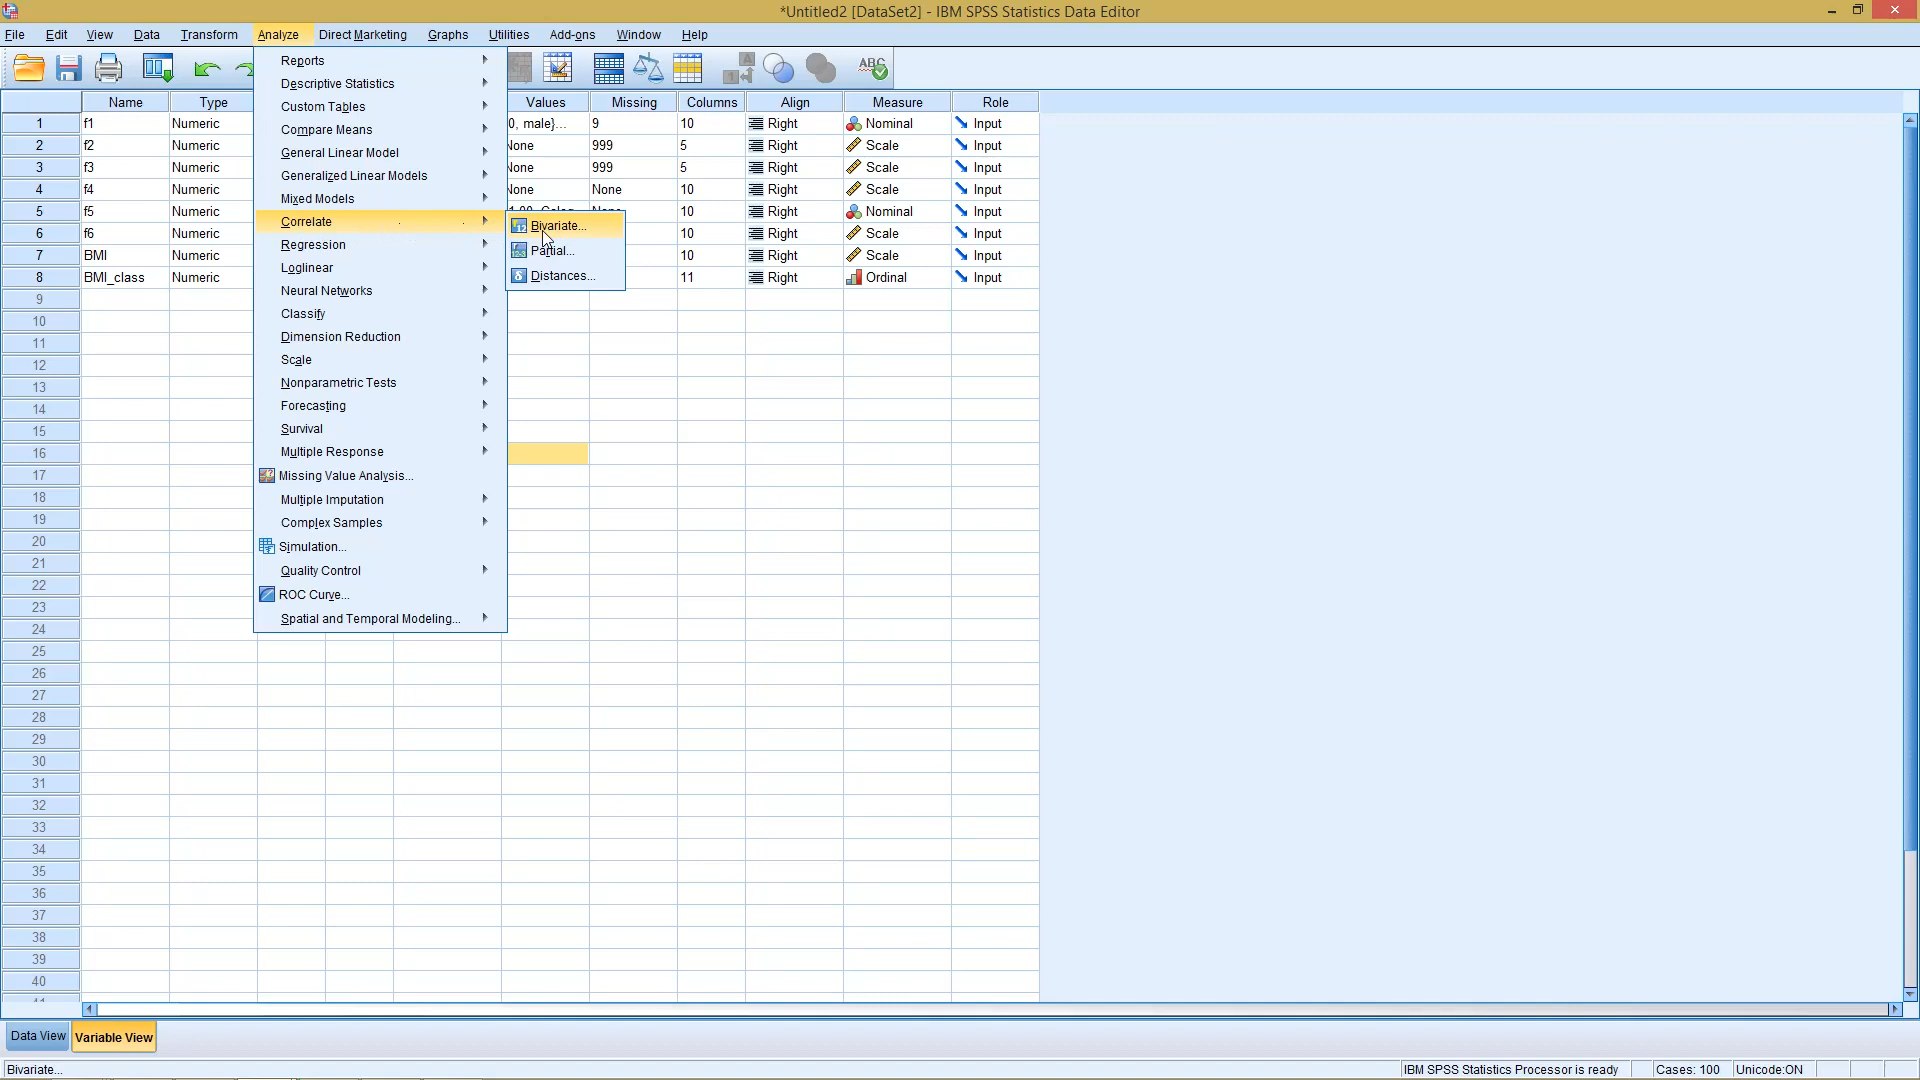 *Untitled2 [DataSet2] - IBM SPSS Statistics Data Editor
File Edit View Data Transform Analyze Direct Marketing Graphs Utilities Add-ons Window Help
Name Type Values Missing Columns Align Measure Role
1 f1 Numeric 0, male}... 9 10 Right Nominal Input
2 f2 Numeric None 999 5 Right Scale Input
3 f3 Numeric None 999 5 Right Scale Input
4 f4 Numeric None None 10 Right Scale Input
5 f5 Numeric 10 Right Nominal Input
6 f6 Numeric 10 Right Scale Input
7 BMI Numeric 10 Right Scale Input
8 BMI_class Numeric 11 Right Ordinal Input
9
10
11
12
13
14
15
16
17
18
19
20
21
22
23
24
25
26
27
28
29
30
31
32
33
34
35
36
37
38
39
40
Reports
Descriptive Statistics
Custom Tables
Compare Means
General Linear Model
Generalized Linear Models
Mixed Models
Correlate
Regression
Loglinear
Neural Networks
Classify
Dimension Reduction
Scale
Nonparametric Tests
Forecasting
Survival
Multiple Response
Missing Value Analysis...
Multiple Imputation
Complex Samples
Simulation...
Quality Control
ROC Curve...
Spatial and Temporal Modeling...
Bivariate...
Partial...
Distances...
Data View Variable View
Bivariate... IBM SPSS Statistics Processor is ready Cases: 100 Unicode:ON